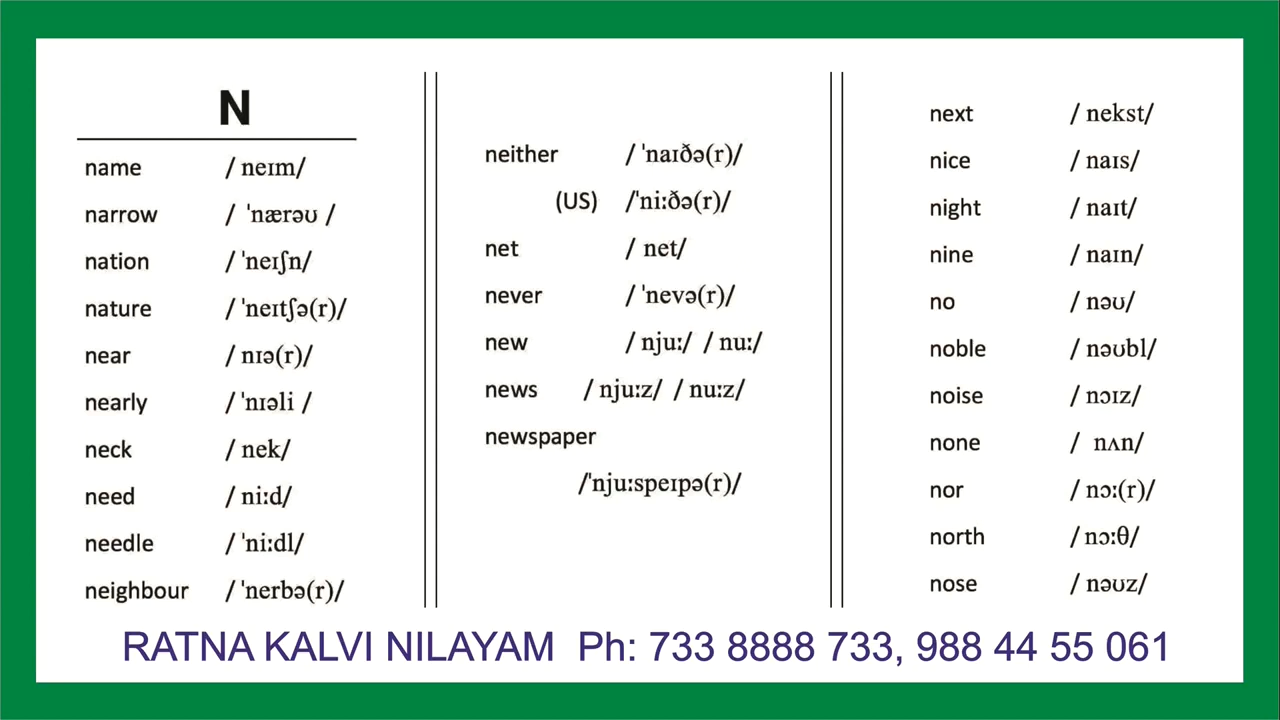 N
name / neɪm/
narrow / ˈnærəʊ /
nation / ˈneɪʃn/
nature / ˈneɪtʃə(r)/
near / nɪə(r)/
nearly / ˈnɪəli /
neck / nek/
need / niːd/
needle / ˈniːdl/
neighbour / ˈnerbə(r)/
neither / ˈnaɪðə(r)/
(US) /ˈniːðə(r)/
net / net/
never / ˈnevə(r)/
new / njuː/ / nuː/
news / njuːz/ / nuːz/
newspaper
/ˈnjuːspeɪpə(r)/
next / nekst/
nice / naɪs/
night / naɪt/
nine / naɪn/
no / nəʊ/
noble / nəʊbl/
noise / nɔɪz/
none / nʌn/
nor / nɔː(r)/
north / nɔːθ/
nose / nəʊz/
RATNA KALVI NILAYAM Ph: 733 8888 733, 988 44 55 061